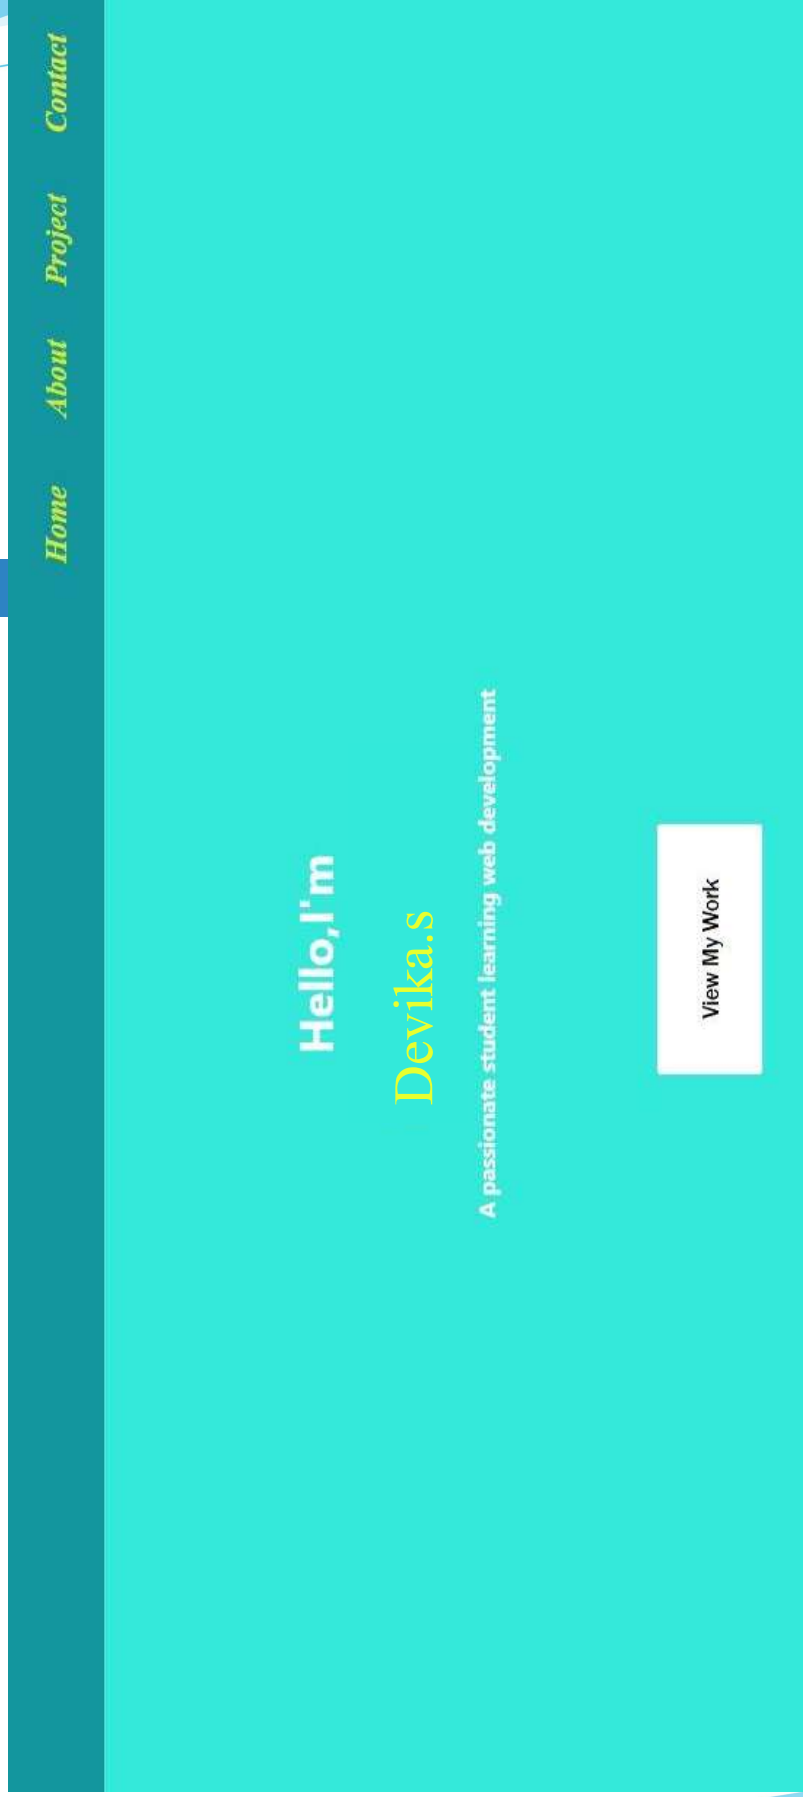 Home About Project Contact
Hello,I'm
Devika.s
A passionate student learning web development
View My Work